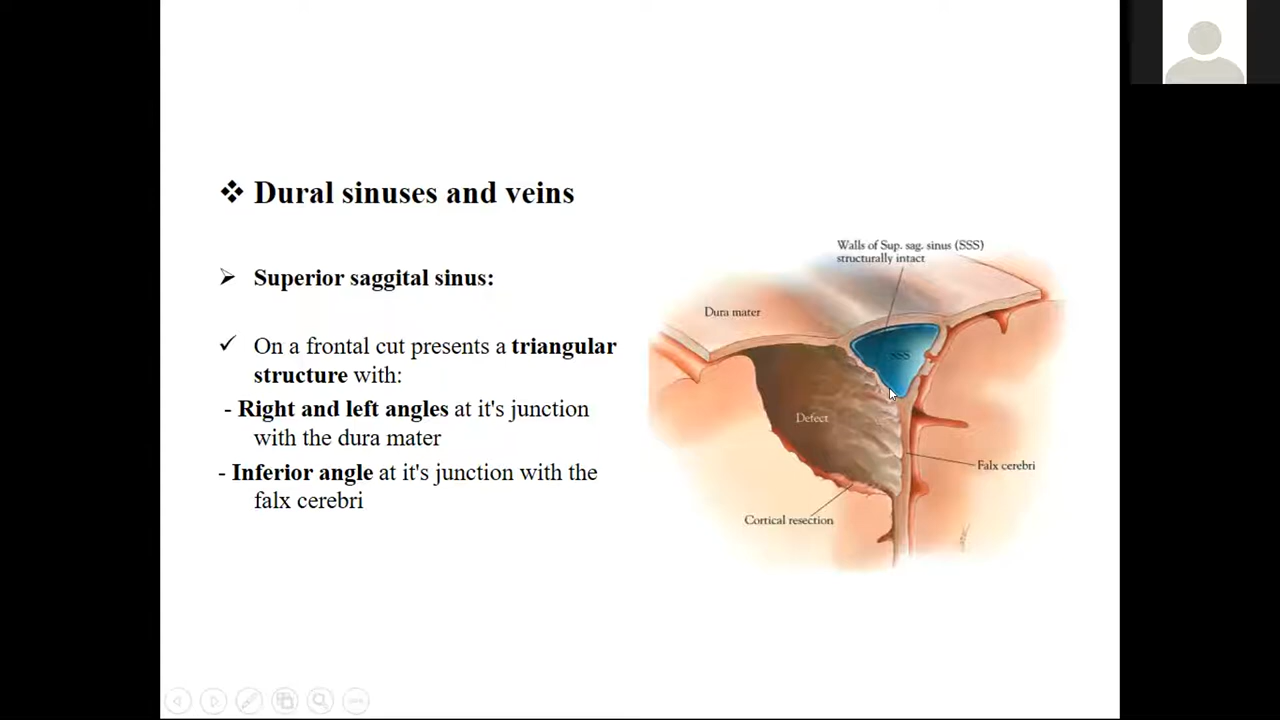 Dural sinuses and veins
Superior saggital sinus:
On a frontal cut presents a triangular
structure with:
- Right and left angles at it's junction
with the dura mater
- Inferior angle at it's junction with the
falx cerebri
Walls of Sup. sag. sinus (SSS)
structurally intact
Dura mater
SSS
Defect
Falx cerebri
Cortical resection